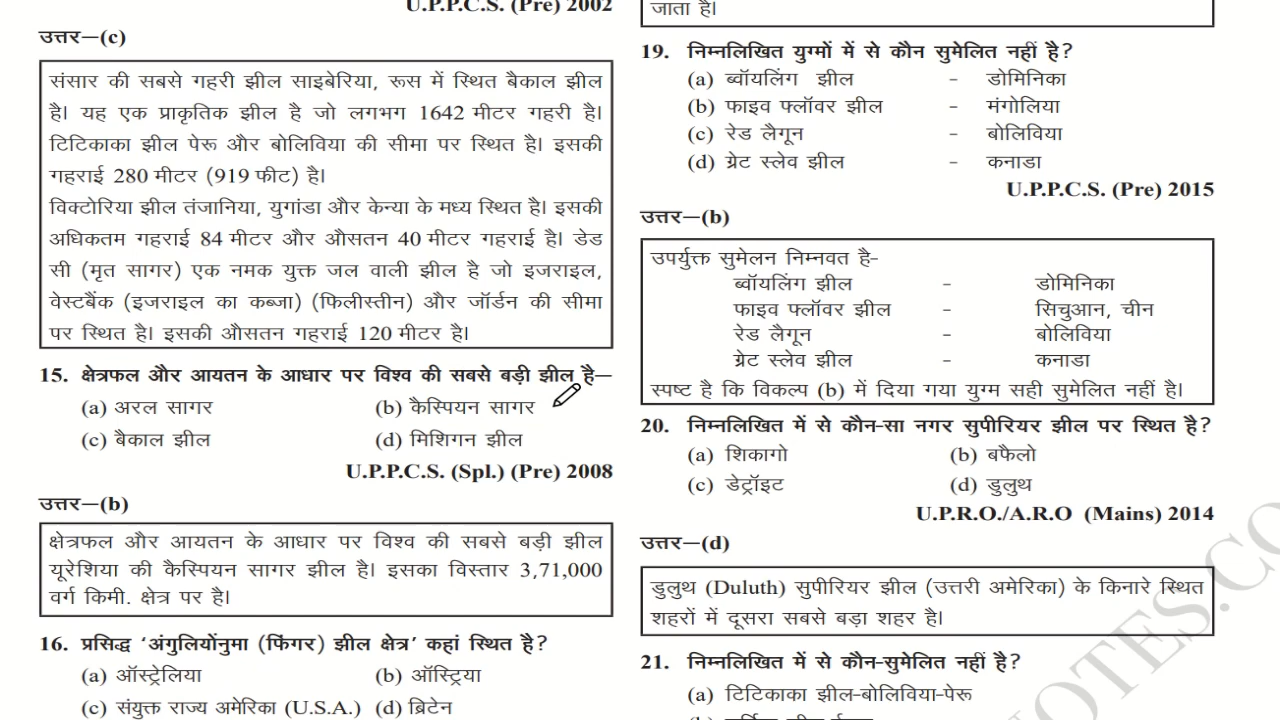 U.P.P.C.S. (Pre) 2002
उत्तर–(c)
संसार की सबसे गहरी झील साइबेरिया, रूस में स्थित बैकाल झील
है। यह एक प्राकृतिक झील है जो लगभग 1642 मीटर गहरी है।
टिटिकाका झील पेरू और बोलिविया की सीमा पर स्थित है। इसकी
गहराई 280 मीटर (919 फीट) है।
विक्टोरिया झील तंजानिया, युगांडा और केन्या के मध्य स्थित है। इसकी
अधिकतम गहराई 84 मीटर और औसतन 40 मीटर गहराई है। डेड
सी (मृत सागर) एक नमक युक्त जल वाली झील है जो इजराइल,
वेस्टबैंक (इजराइल का कब्जा) (फिलीस्तीन) और जॉर्डन की सीमा
पर स्थित है। इसकी औसतन गहराई 120 मीटर है।
15. क्षेत्रफल और आयतन के आधार पर विश्व की सबसे बड़ी झील है–
(a) अरल सागर (b) कैस्पियन सागर
(c) बैकाल झील (d) मिशिगन झील
U.P.P.C.S. (Spl.) (Pre) 2008
उत्तर–(b)
क्षेत्रफल और आयतन के आधार पर विश्व की सबसे बड़ी झील
यूरेशिया की कैस्पियन सागर झील है। इसका विस्तार 3,71,000
वर्ग किमी. क्षेत्र पर है।
16. प्रसिद्ध ‘अंगुलियोंनुमा (फिंगर) झील क्षेत्र’ कहां स्थित है?
(a) ऑस्ट्रेलिया (b) ऑस्ट्रिया
(c) संयुक्त राज्य अमेरिका (U.S.A.) (d) ब्रिटेन
जाता है।
19. निम्नलिखित युग्मों में से कौन सुमेलित नहीं है?
(a) ब्वॉयलिंग झील - डोमिनिका
(b) फाइव फ्लॉवर झील - मंगोलिया
(c) रेड लैगून - बोलिविया
(d) ग्रेट स्लेव झील - कनाडा
U.P.P.C.S. (Pre) 2015
उत्तर–(b)
उपर्युक्त सुमेलन निम्नवत है-
ब्वॉयलिंग झील - डोमिनिका
फाइव फ्लॉवर झील - सिचुआन, चीन
रेड लैगून - बोलिविया
ग्रेट स्लेव झील - कनाडा
स्पष्ट है कि विकल्प (b) में दिया गया युग्म सही सुमेलित नहीं है।
20. निम्नलिखित में से कौन-सा नगर सुपीरियर झील पर स्थित है?
(a) शिकागो (b) बफैलो
(c) डेट्रॉइट (d) डुलुथ
U.P.R.O./A.R.O (Mains) 2014
उत्तर–(d)
डुलुथ (Duluth) सुपीरियर झील (उत्तरी अमेरिका) के किनारे स्थित
शहरों में दूसरा सबसे बड़ा शहर है।
21. निम्नलिखित में से कौन-सुमेलित नहीं है?
(a) टिटिकाका झील-बोलिविया-पेरू
NOTES.CO